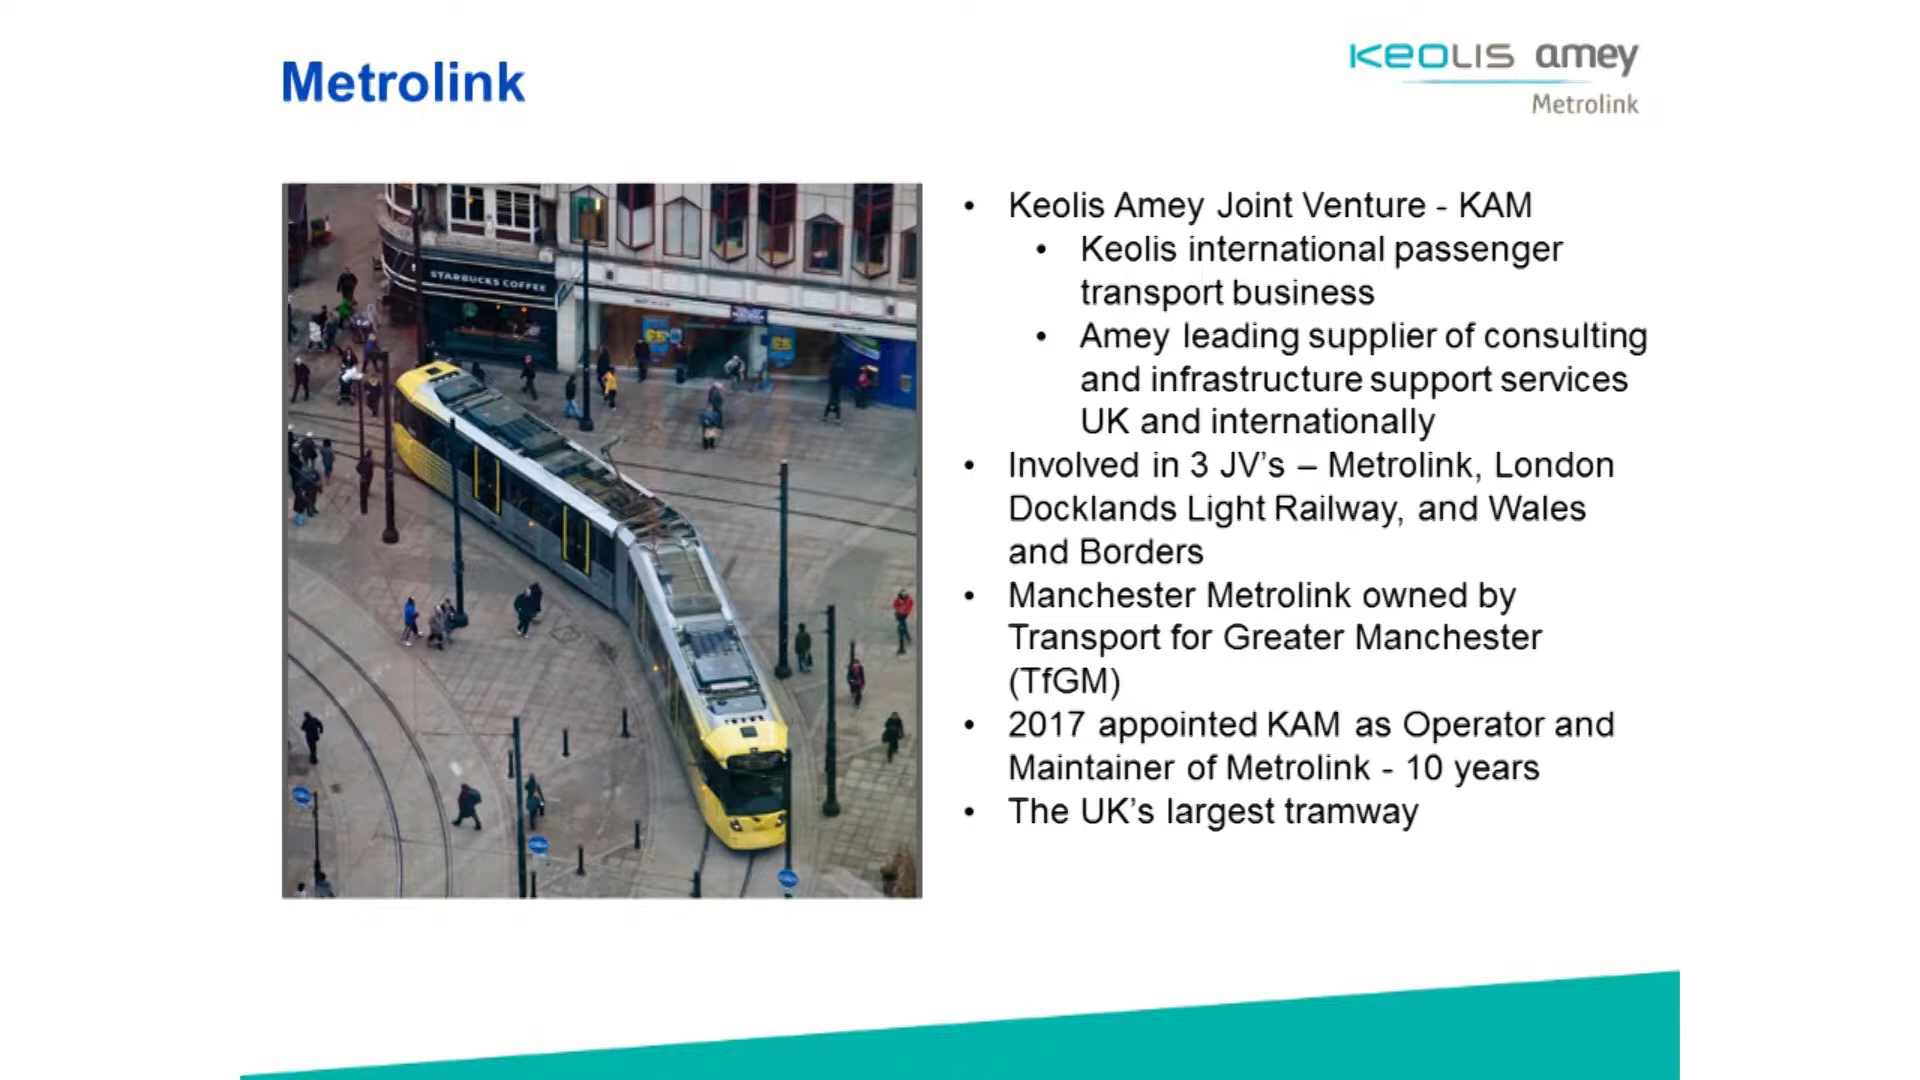 Metrolink
KEOLIS amey
Metrolink
STARBUCKS COFFEE
• Keolis Amey Joint Venture - KAM
• Keolis international passenger
transport business
• Amey leading supplier of consulting
and infrastructure support services
UK and internationally
• Involved in 3 JV’s – Metrolink, London
Docklands Light Railway, and Wales
and Borders
• Manchester Metrolink owned by
Transport for Greater Manchester
(TfGM)
• 2017 appointed KAM as Operator and
Maintainer of Metrolink - 10 years
• The UK’s largest tramway